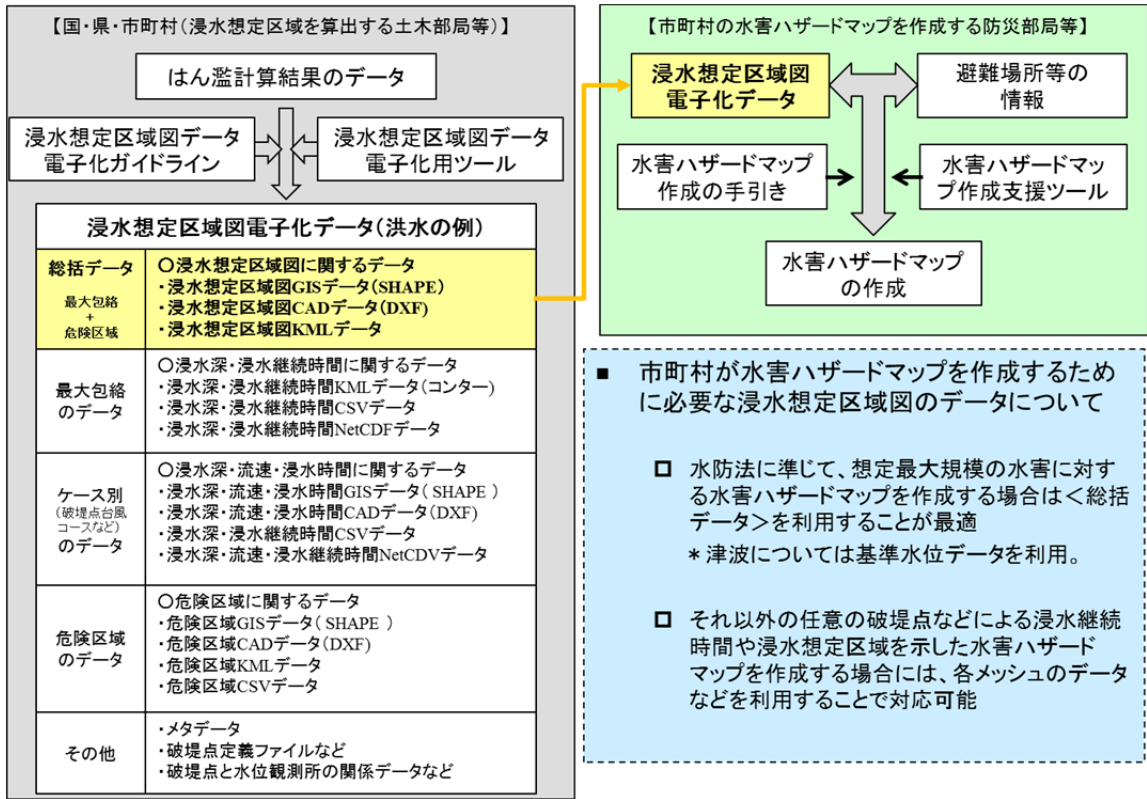 【国・県・市町村(浸水想定区域を算出する土木部局等)】
はん濫計算結果のデータ
浸水想定区域図データ
電子化ガイドライン
浸水想定区域図データ
電子化用ツール
浸水想定区域図電子化データ(洪水の例)
総括データ
最大包絡
+
危険区域
〇浸水想定区域図に関するデータ
・浸水想定区域図GISデータ(SHAPE)
・浸水想定区域図CADデータ(DXF)
・浸水想定区域図KMLデータ
最大包絡
のデータ
〇浸水深・浸水継続時間に関するデータ
・浸水深・浸水継続時間KMLデータ(コンター)
・浸水深・浸水継続時間CSVデータ
・浸水深・浸水継続時間NetCDFデータ
ケース別
(破堤点台風
コースなど)
のデータ
〇浸水深・流速・浸水時間に関するデータ
・浸水深・流速・浸水時間GISデータ( SHAPE )
・浸水深・流速・浸水時間CADデータ(DXF)
・浸水深・浸水継続時間CSVデータ
・浸水深・流速・浸水継続時間NetCDVデータ
危険区域
のデータ
〇危険区域に関するデータ
・危険区域GISデータ( SHAPE )
・危険区域CADデータ(DXF)
・危険区域KMLデータ
・危険区域CSVデータ
その他
・メタデータ
・破堤点定義ファイルなど
・破堤点と水位観測所の関係データなど
【市町村の水害ハザードマップを作成する防災部局等】
浸水想定区域図
電子化データ
避難場所等の
情報
水害ハザードマップ
作成の手引き
水害ハザードマッ
プ作成支援ツール
水害ハザードマップ
の作成
■ 市町村が水害ハザードマップを作成するため
に必要な浸水想定区域図のデータについて
□ 水防法に準じて、想定最大規模の水害に対す
る水害ハザードマップを作成する場合は<総括
データ>を利用することが最適
*津波については基準水位データを利用。
□ それ以外の任意の破堤点などによる浸水継続
時間や浸水想定区域を示した水害ハザード
マップを作成する場合には、各メッシュのデータ
などを利用することで対応可能